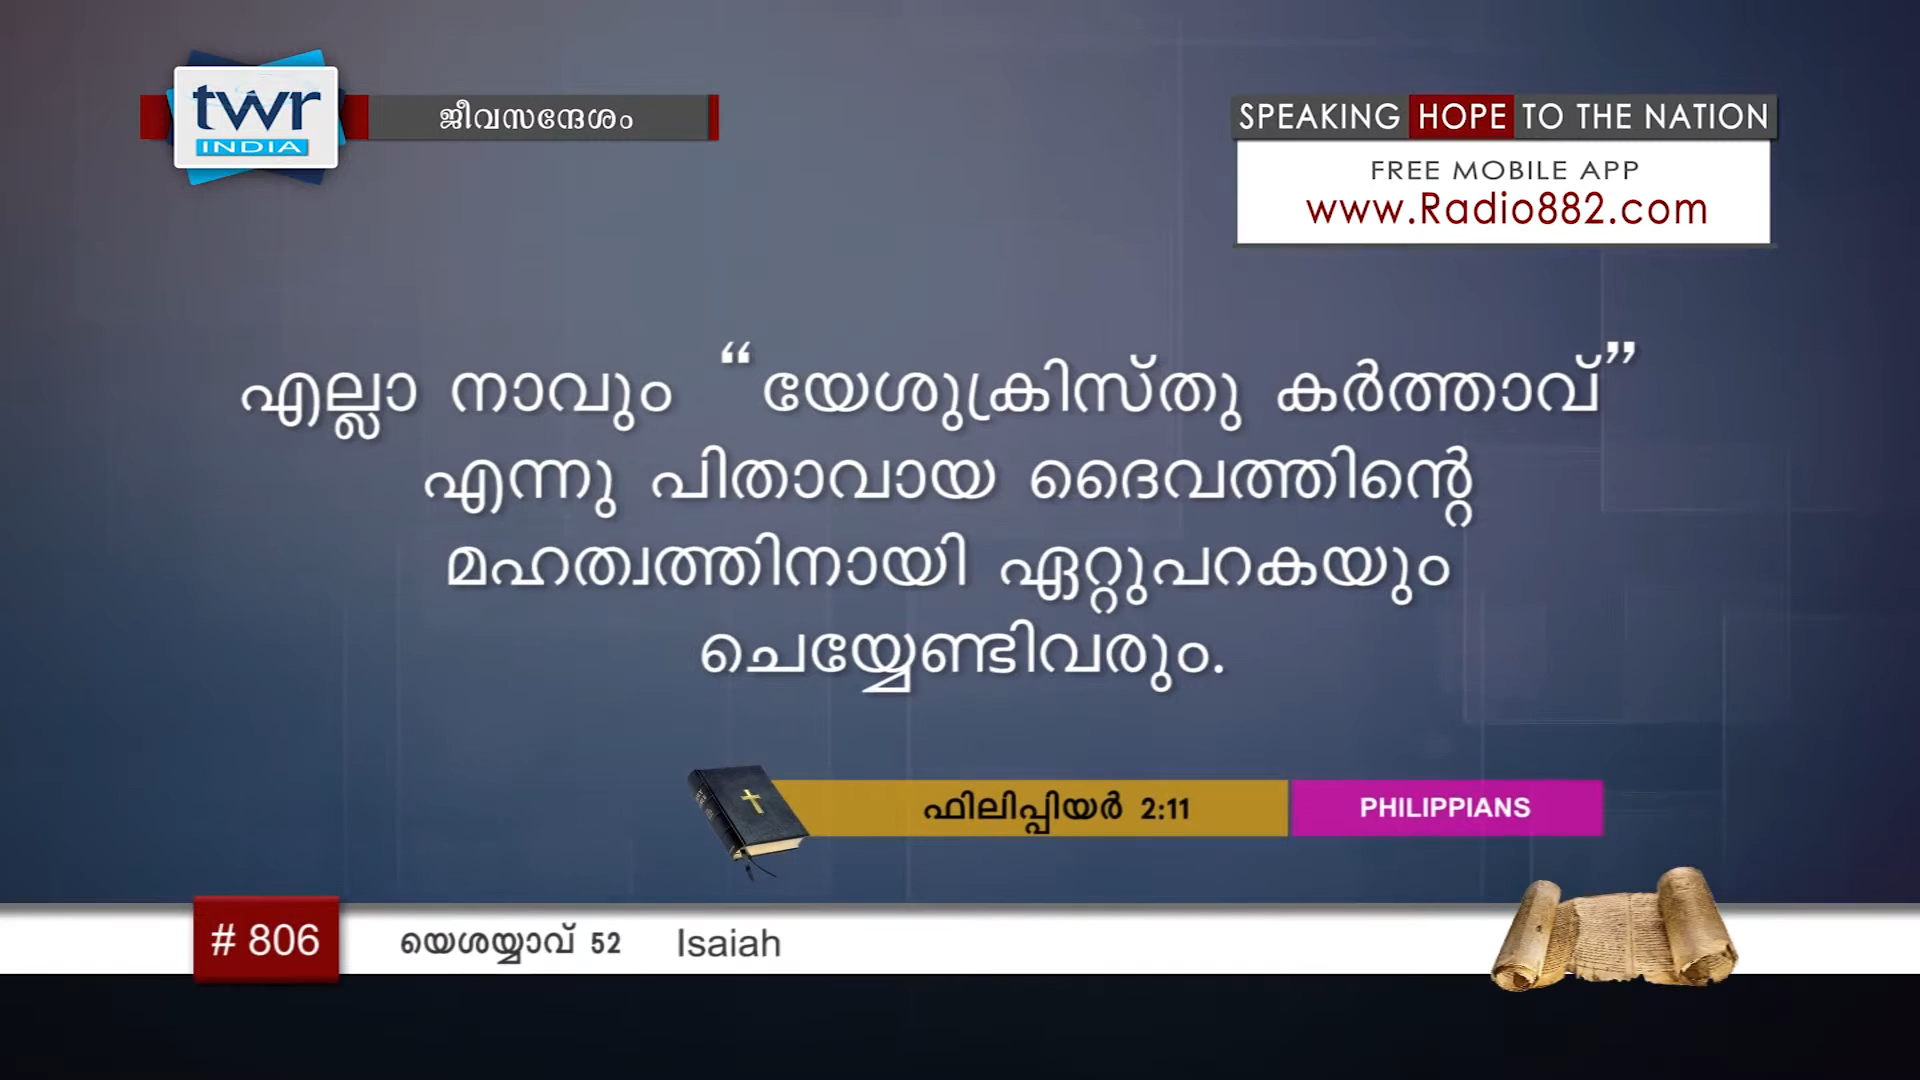 twr
INDIA
ജീവസന്ദേശം
SPEAKING HOPE TO THE NATION
FREE MOBILE APP
www.Radio882.com
എല്ലാ നാവും “യേശുക്രിസ്തു കർത്താവ്”
എന്നു പിതാവായ ദൈവത്തിന്റെ
മഹത്വത്തിനായി ഏറ്റുപറകയും
ചെയ്യേണ്ടിവരും.
ഫിലിപ്പിയർ 2:11 PHILIPPIANS
# 806 യെശയ്യാവ് 52 Isaiah